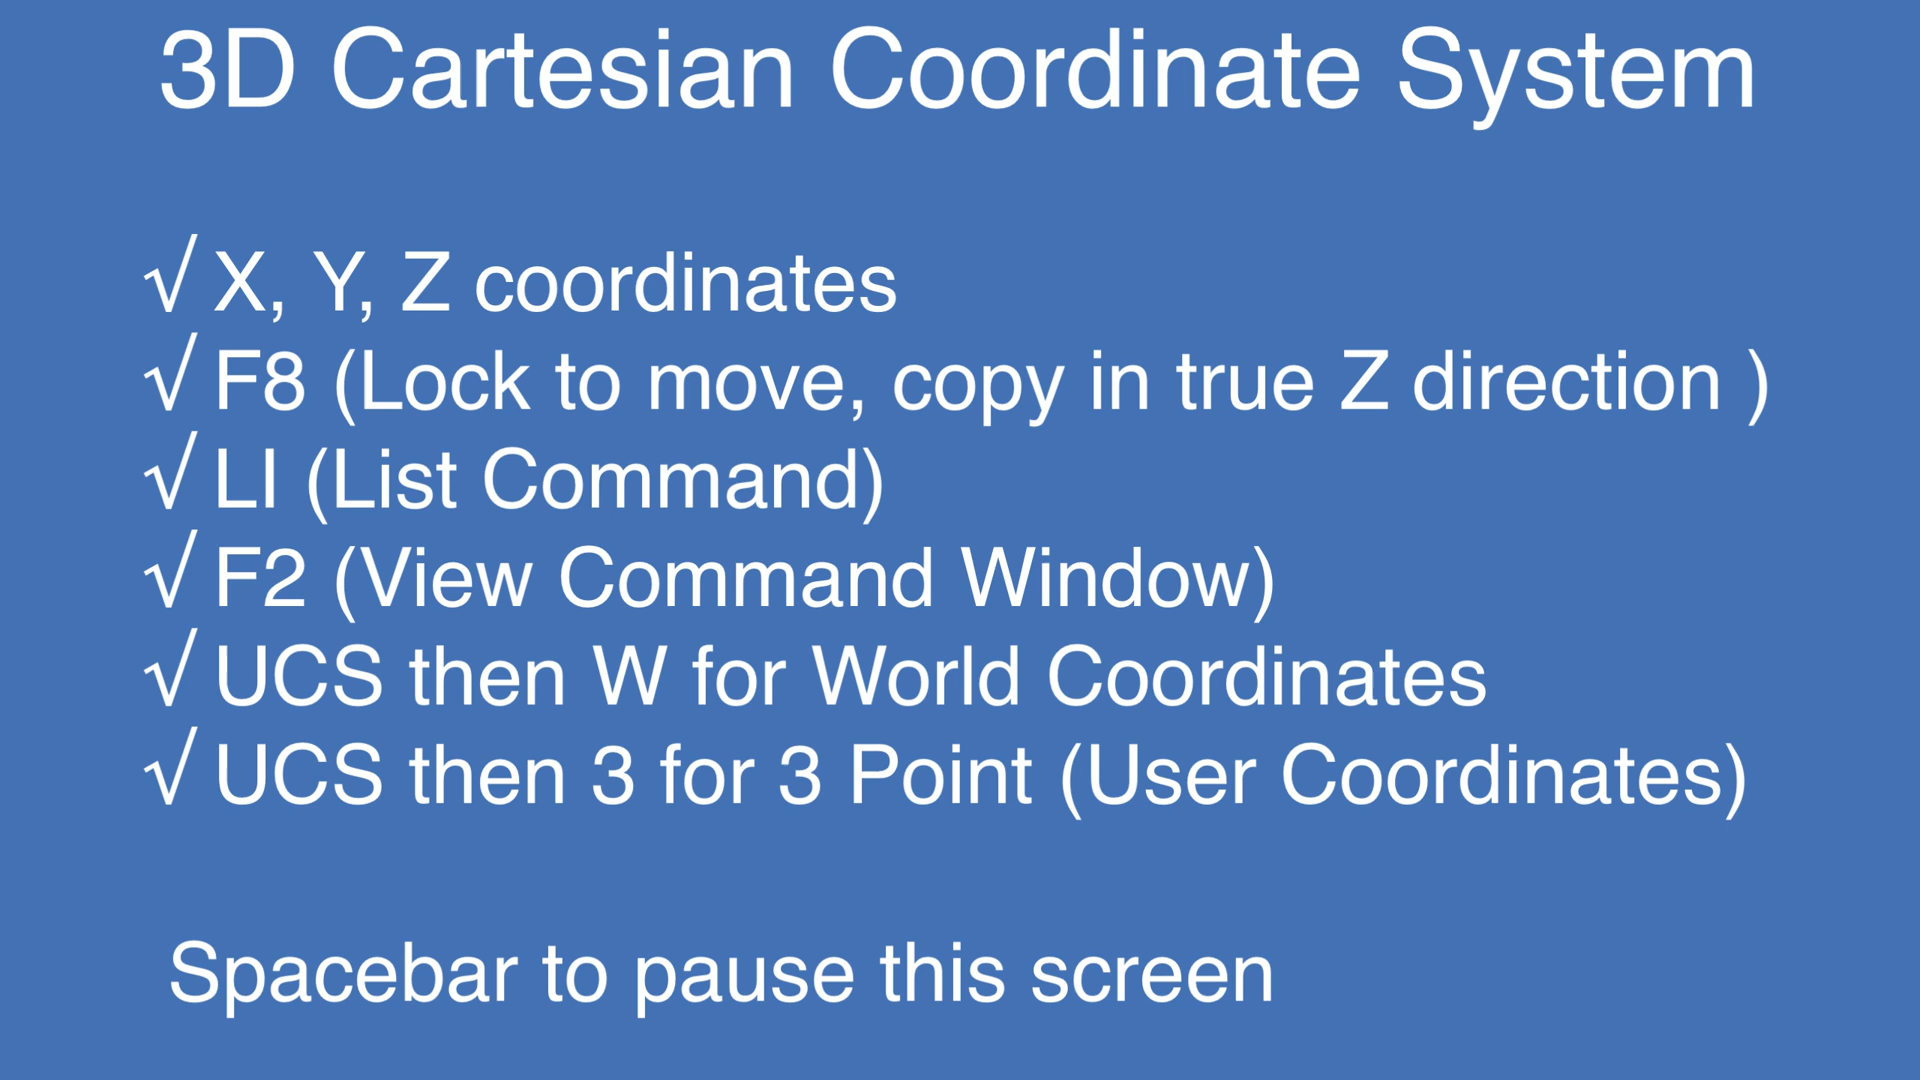 3D Cartesian Coordinate System
√ X, Y, Z coordinates
√ F8 (Lock to move, copy in true Z direction )
√ LI (List Command)
√ F2 (View Command Window)
√ UCS then W for World Coordinates
√ UCS then 3 for 3 Point (User Coordinates)
Spacebar to pause this screen